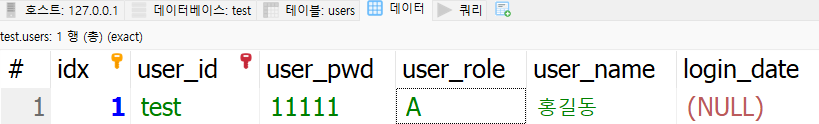 호스트: 127.0.0.1 데이터베이스: test 테이블: users 데이터 쿼리
test.users: 1 행 (총) (exact)
# idx user_id user_pwd user_role user_name login_date
1 1 test 11111 A 홍길동 (NULL)